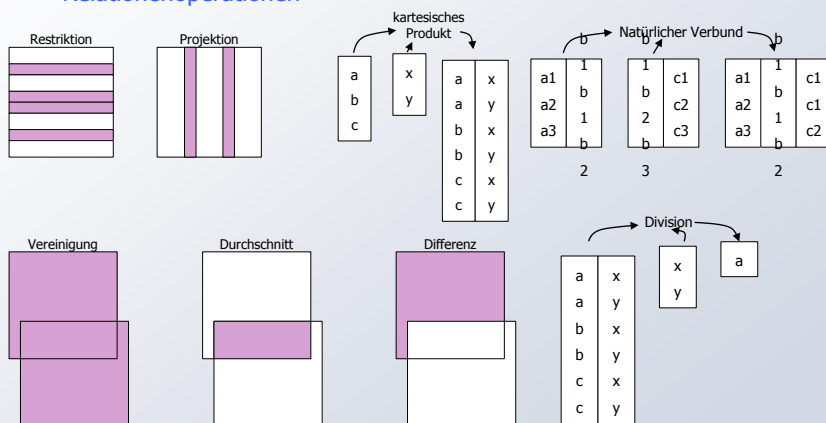 Relationenoperationen
Restriktion
Projektion
kartesisches
Produkt
a
b
c
x
y
a x
a y
b x
b y
c x
c y
Natürlicher Verbund
a1
a2
a3
b
1
b
1
b
2
b
1
b
2
b
3
c1
c2
c3
a1
a2
a3
b
1
b
1
b
2
c1
c1
c2
Vereinigung
Durchschnitt
Differenz
Division
a x
a y
b x
b y
c x
c y
x
y
a